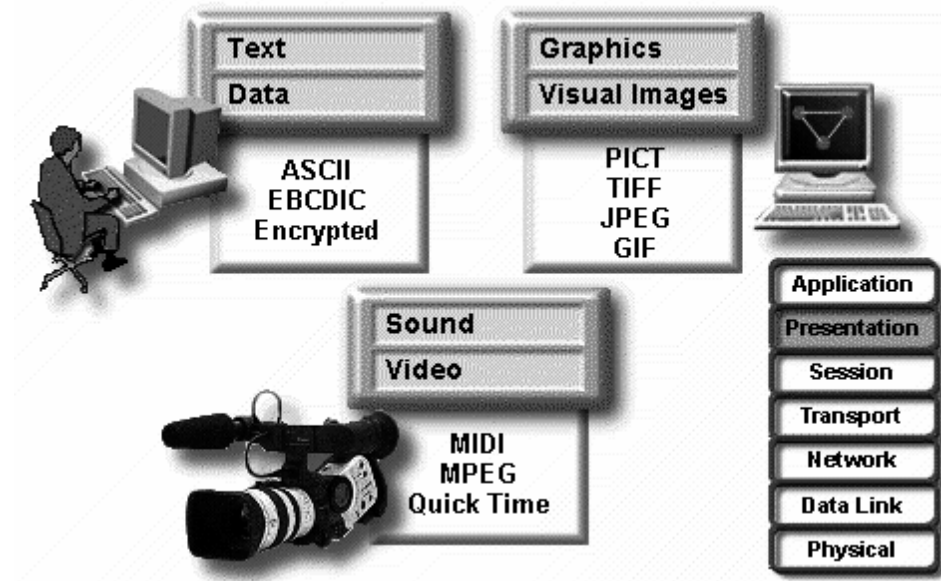 Text
Data
ASCII
EBCDIC
Encrypted
Graphics
Visual Images
PICT
TIFF
JPEG
GIF
Sound
Video
MIDI
MPEG
Quick Time
Application
Presentation
Session
Transport
Network
Data Link
Physical